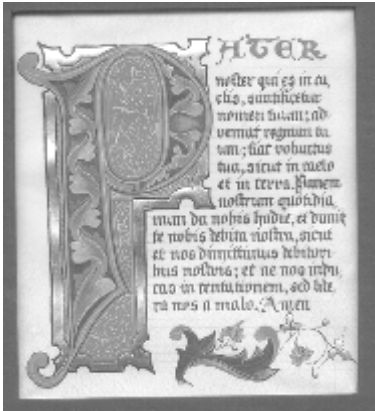 PATER
noster qui es in cæ
elis, sanctificetur
nomen tuum; ad
veniat regnum tu
um; fiat voluntas
tua, sicut in caelo
et in terra. Panem
nostrum quotidia
num da nobis hodie, et dimit
te nobis debita nostra, sicut
et nos dimittimus debitori
bus nostris; et ne nos indu
cas in tentationem, sed libe
ra nos a malo. Amen